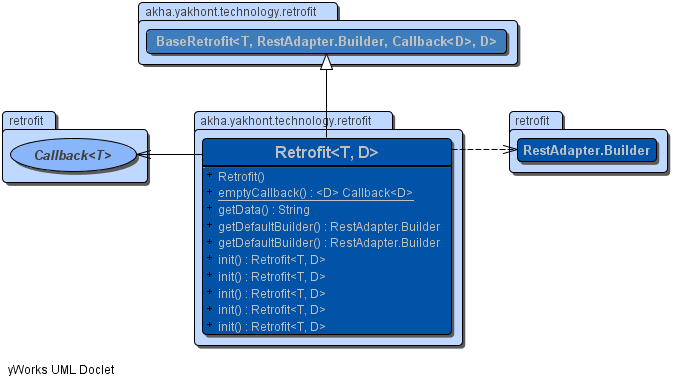 akha.yakhont.technology.retrofit
BaseRetrofit<T, RestAdapter.Builder, Callback<D>, D>
retrofit
Callback<T>
akha.yakhont.technology.retrofit
Retrofit<T, D>
+ Retrofit()
+ emptyCallback() : <D> Callback<D>
+ getData() : String
+ getDefaultBuilder() : RestAdapter.Builder
+ getDefaultBuilder() : RestAdapter.Builder
+ init() : Retrofit<T, D>
+ init() : Retrofit<T, D>
+ init() : Retrofit<T, D>
+ init() : Retrofit<T, D>
+ init() : Retrofit<T, D>
retrofit
RestAdapter.Builder
yWorks UML Doclet